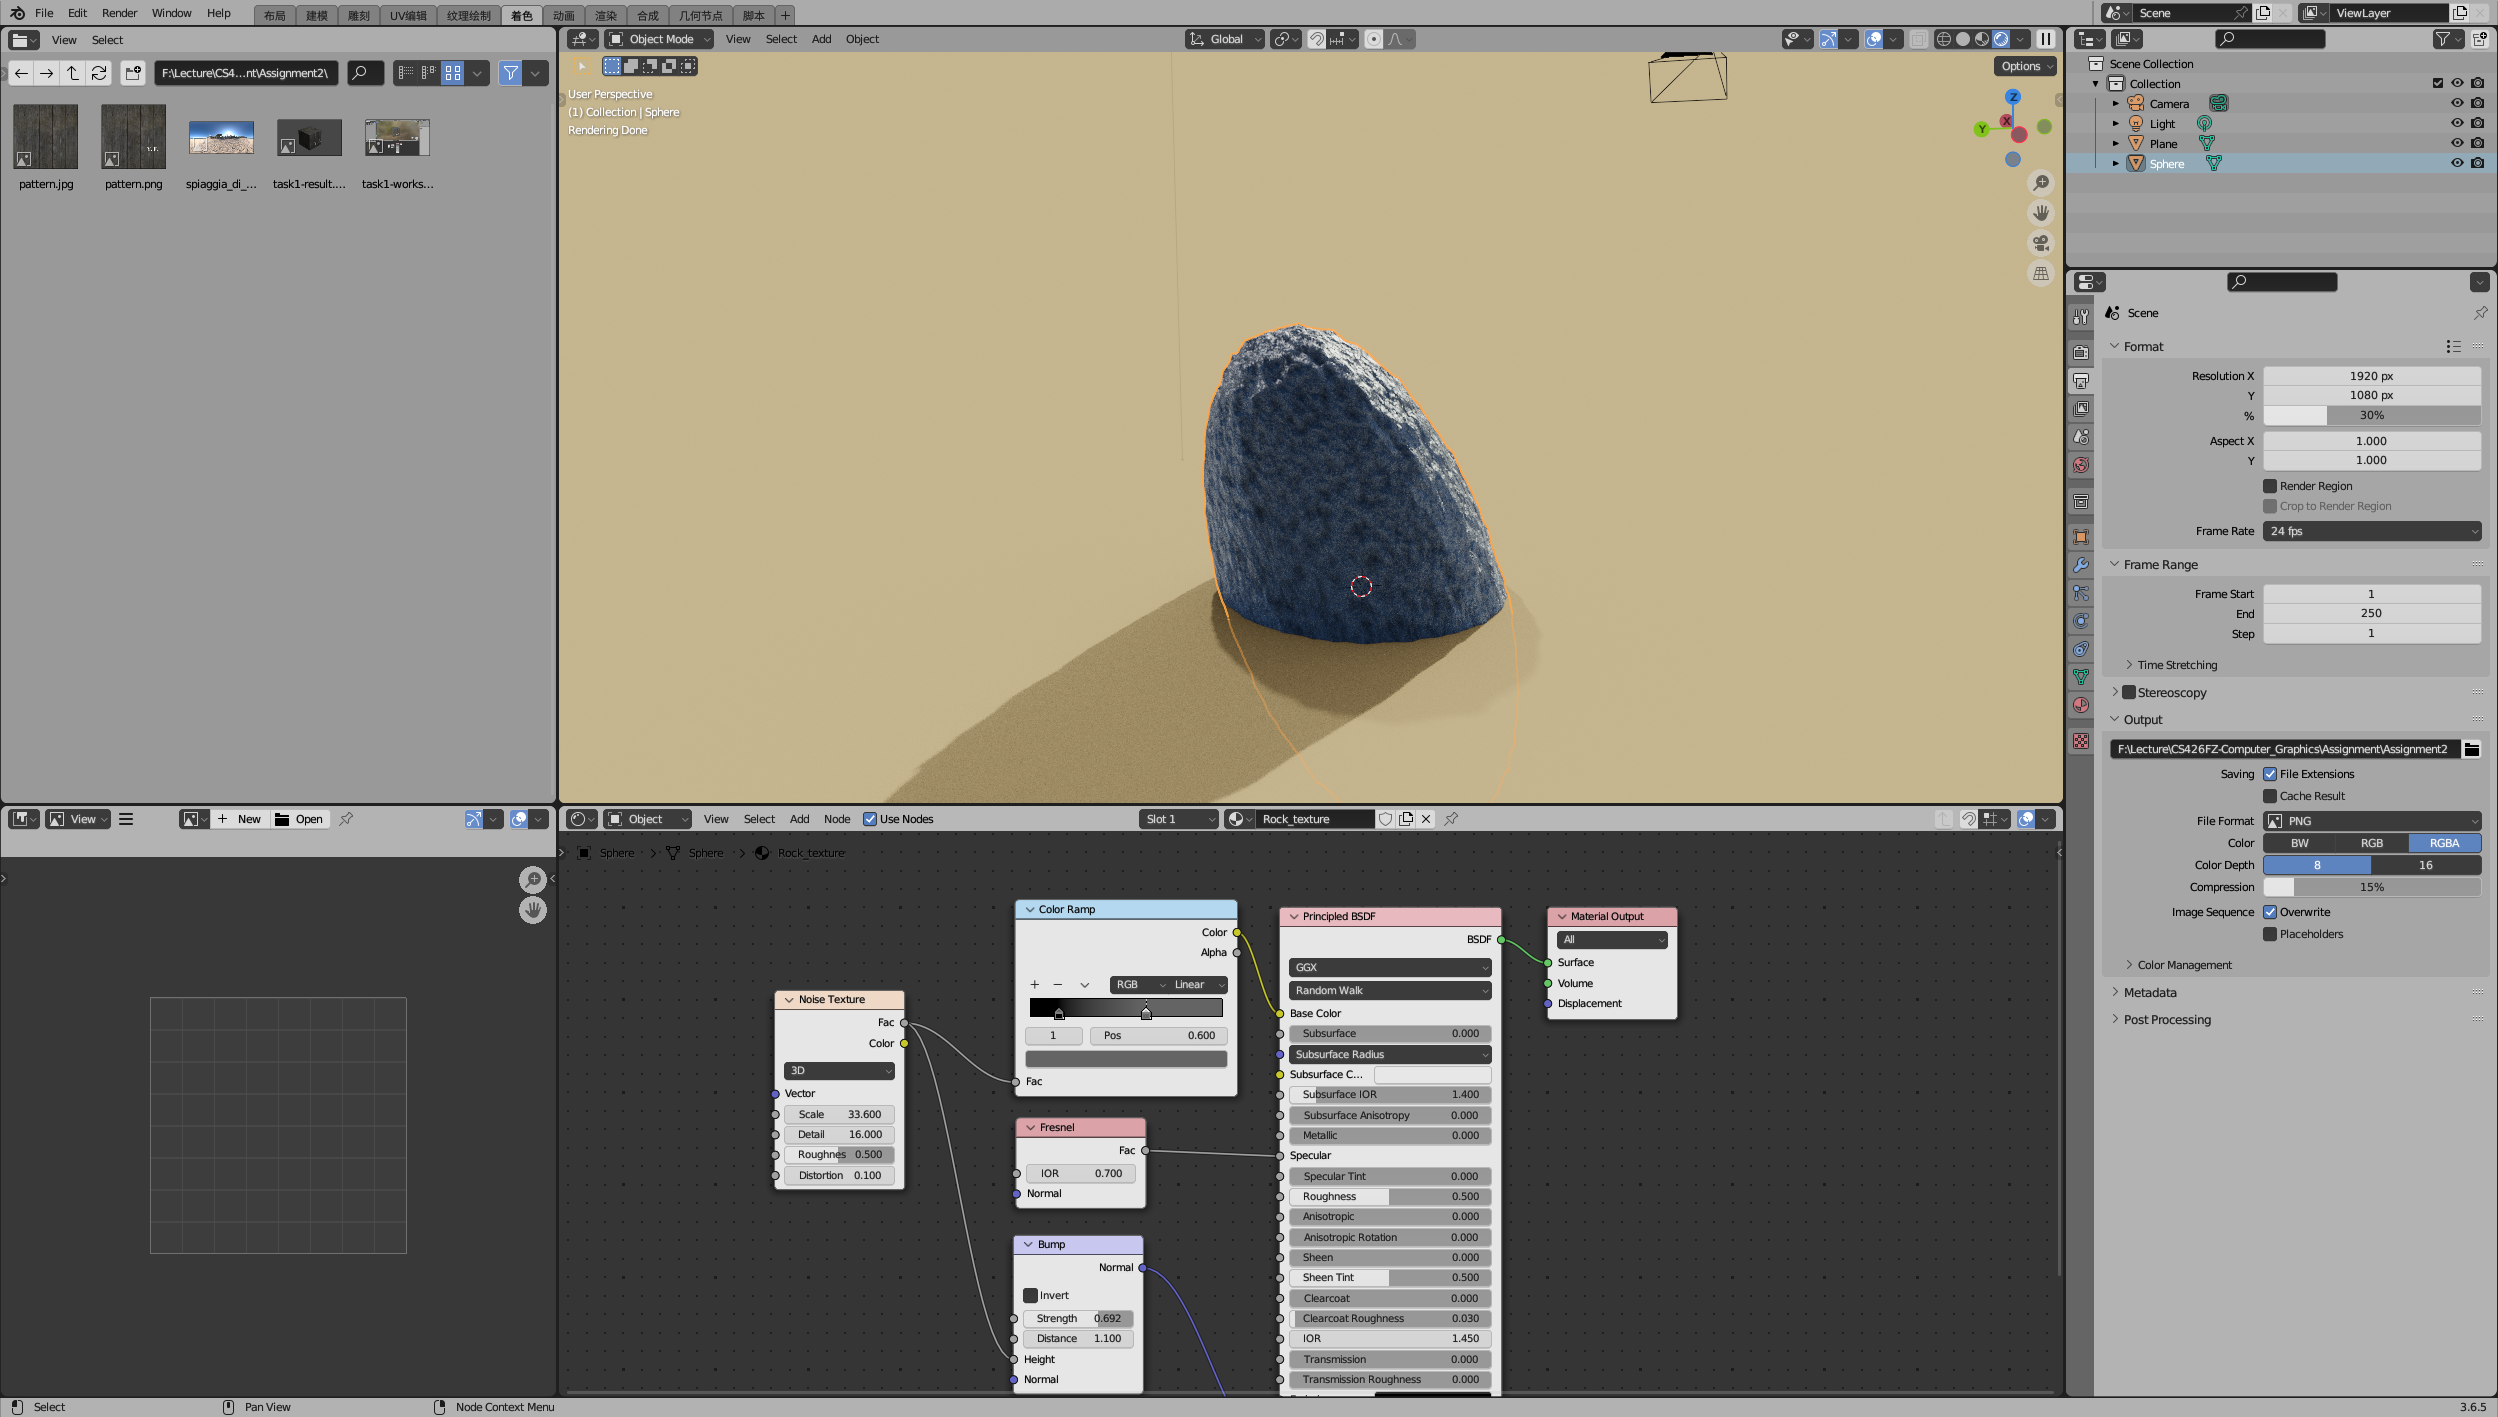 File Edit Render Window Help 布局 建模 雕刻 UV编辑 纹理绘制 着色 动画 渲染 合成 几何节点 脚本 +
Scene
ViewLayer
View Select
F:\Lecture\CS4...nt\Assignment2\
pattern.jpg
pattern.png
spiaggia_di_...
task1-result....
task1-works...
Object Mode View Select Add Object
Global
Options
User Perspective
(1) Collection | Sphere
Rendering Done
Z
Y
X
Scene Collection
Collection
Camera
Light
Plane
Sphere
Scene
Format
Resolution X 1920 px
Y 1080 px
% 30%
Aspect X 1.000
Y 1.000
Render Region
Crop to Render Region
Frame Rate 24 fps
Frame Range
Frame Start 1
End 250
Step 1
Time Stretching
Stereoscopy
Output
F:\Lecture\CS426FZ-Computer_Graphics\Assignment\Assignment2
Saving File Extensions
Cache Result
File Format PNG
Color BW RGB RGBA
Color Depth 8 16
Compression 15%
Image Sequence Overwrite
Placeholders
Color Management
Metadata
Post Processing
View
+ New Open
Object View Select Add Node Use Nodes
Slot 1
Rock_texture
Sphere > Sphere > Rock_texture
Noise Texture
Fac
Color
3D
Vector
Scale 33.600
Detail 16.000
Roughnes 0.500
Distortion 0.100
Color Ramp
Color
Alpha
+ − RGB Linear
1 Pos 0.600
Fac
Fresnel
Fac
IOR 0.700
Normal
Bump
Normal
Invert
Strength 0.692
Distance 1.100
Height
Normal
Principled BSDF
BSDF
GGX
Random Walk
Base Color
Subsurface 0.000
Subsurface Radius
Subsurface C...
Subsurface IOR 1.400
Subsurface Anisotropy 0.000
Metallic 0.000
Specular
Specular Tint 0.000
Roughness 0.500
Anisotropic 0.000
Anisotropic Rotation 0.000
Sheen 0.000
Sheen Tint 0.500
Clearcoat 0.000
Clearcoat Roughness 0.030
IOR 1.450
Transmission 0.000
Transmission Roughness 0.000
Material Output
All
Surface
Volume
Displacement
Select
Pan View
Node Context Menu
3.6.5